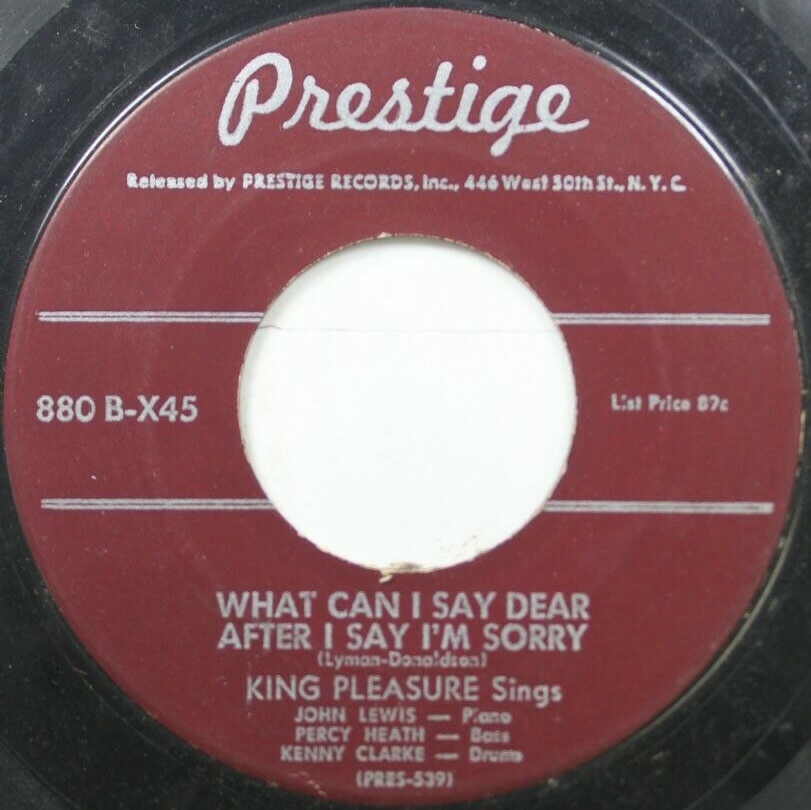 Prestige
Released by PRESTIGE RECORDS, Inc., 446 West 50th St., N. Y. C
880 B-X45
List Price 89c
WHAT CAN I SAY DEAR
AFTER I SAY I'M SORRY
(Lyman-Donaldson)
KING PLEASURE Sings
JOHN LEWIS — Piano
PERCY HEATH — Bass
KENNY CLARKE — Drums
(PRES-539)